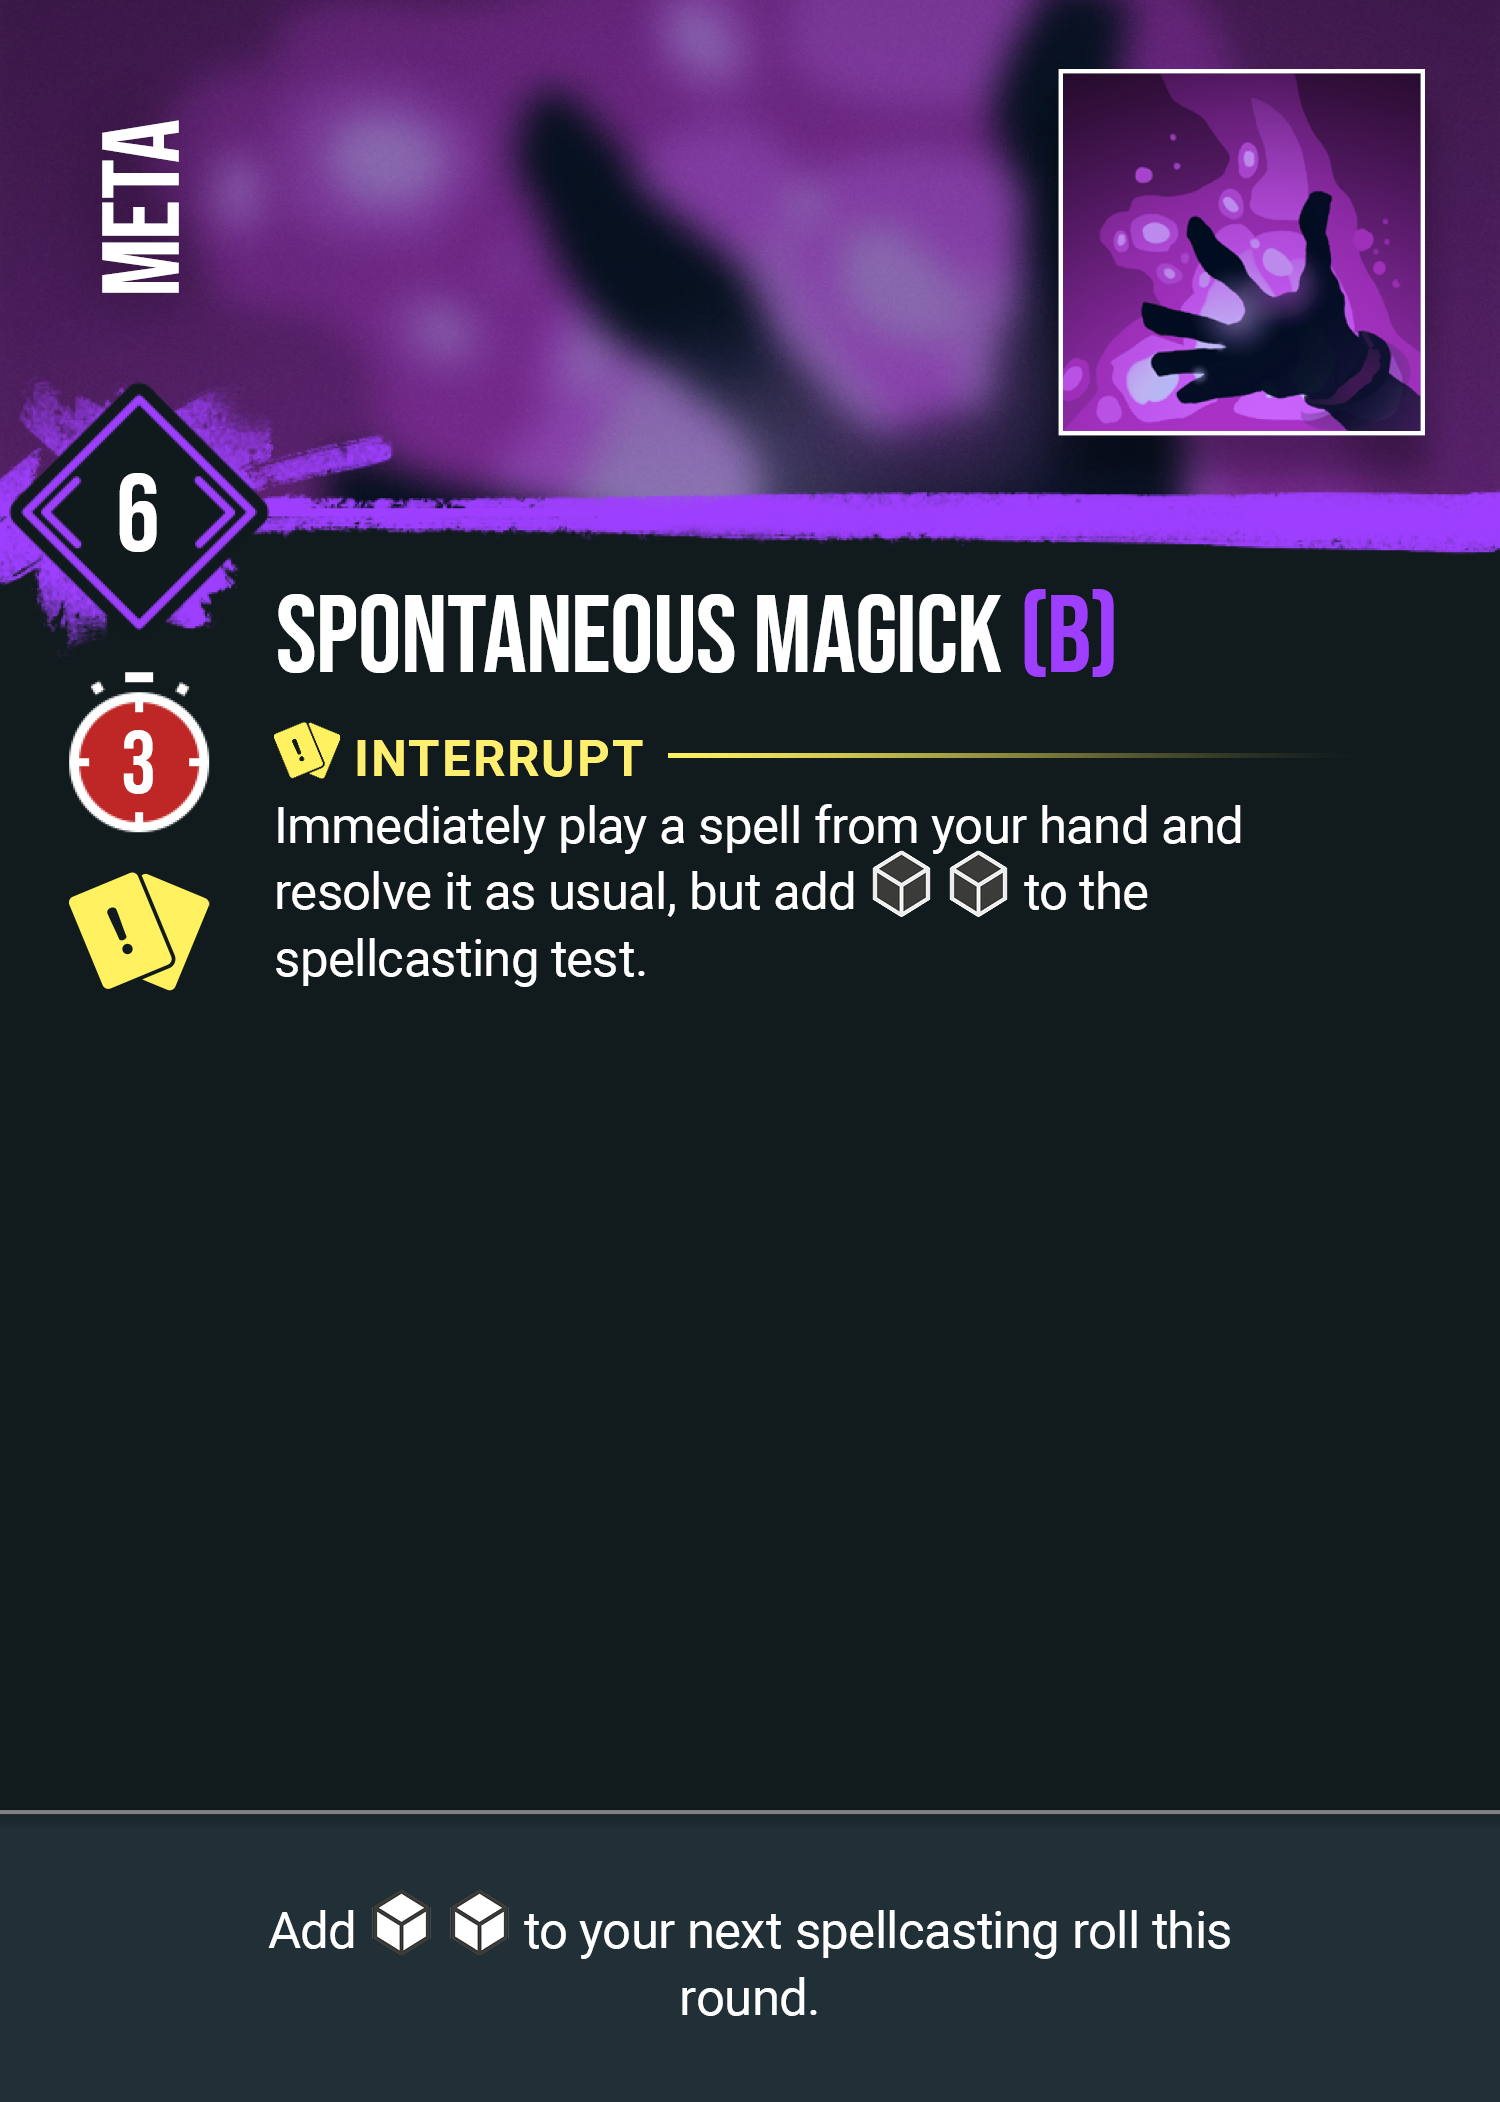 META
6
SPONTANEOUS MAGICK (B)
3
! INTERRUPT
Immediately play a spell from your hand and
!
resolve it as usual, but add to the
spellcasting test.
Add to your next spellcasting roll this
round.